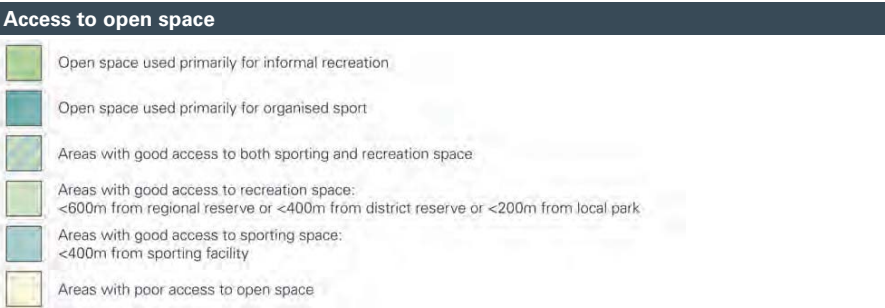 Access to open space
Open space used primarily for informal recreation
Open space used primarily for organised sport
Areas with good access to both sporting and recreation space
Areas with good access to recreation space:
<600m from regional reserve or <400m from district reserve or <200m from local park
Areas with good access to sporting space:
<400m from sporting facility
Areas with poor access to open space